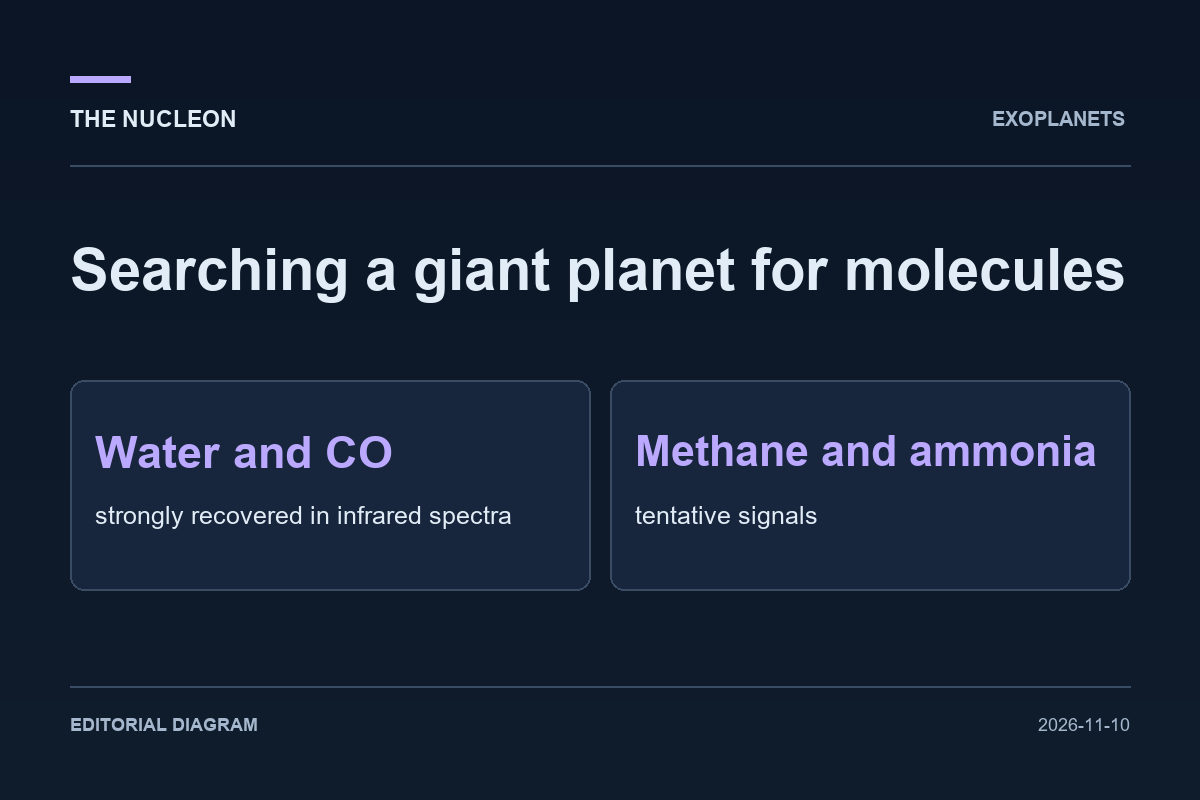 THE NUCLEON
EXOPLANETS
Searching a giant planet for molecules
Water and CO
strongly recovered in infrared spectra
Methane and ammonia
tentative signals
EDITORIAL DIAGRAM
2026-11-10